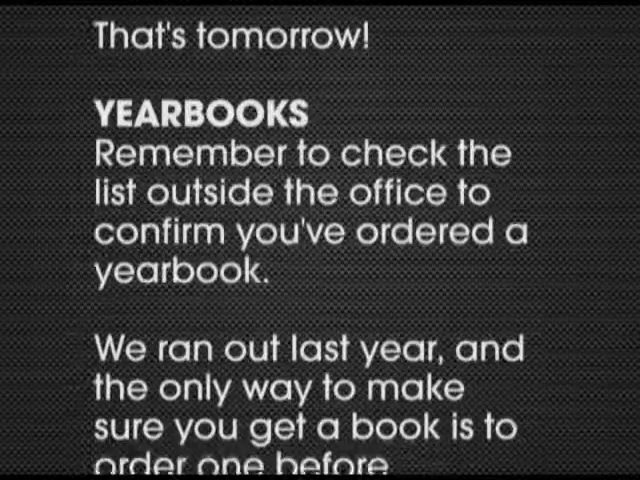 That's tomorrow!
YEARBOOKS
Remember to check the
list outside the office to
confirm you've ordered a
yearbook.
We ran out last year, and
the only way to make
sure you get a book is to
order one before